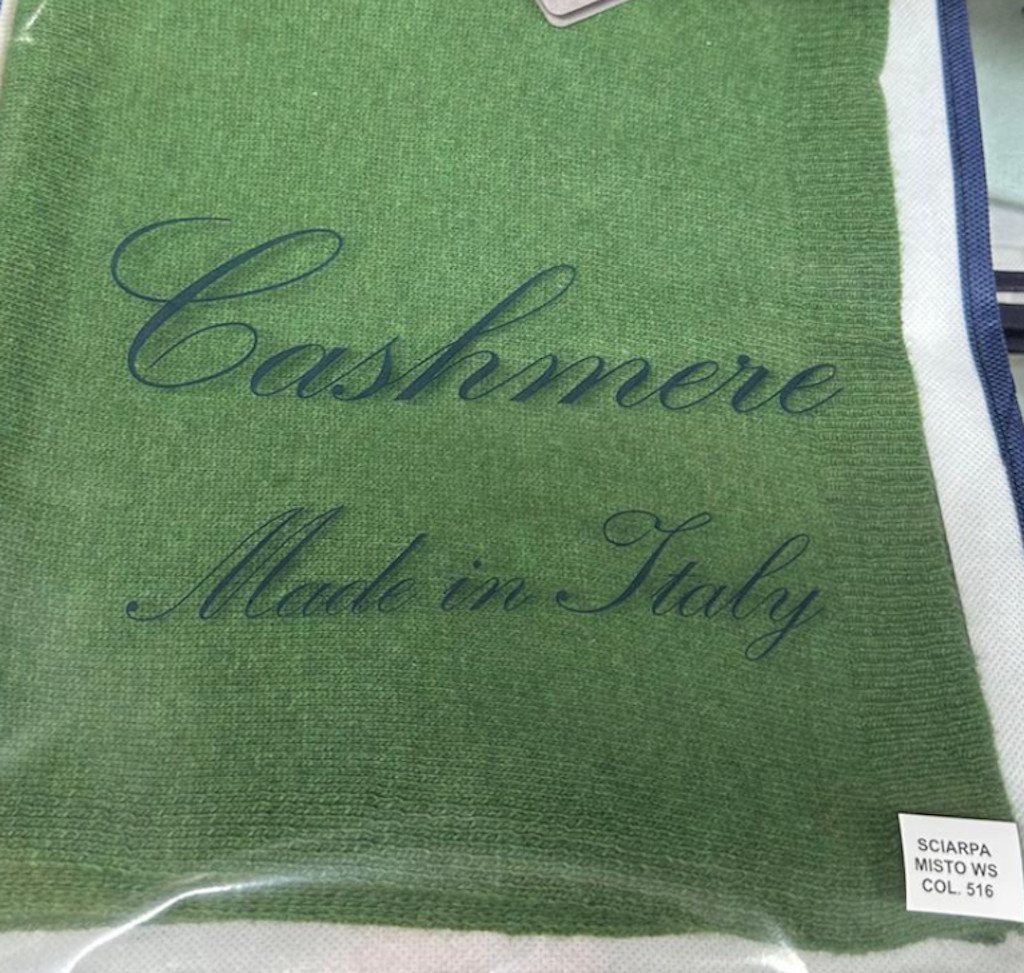 Cashmere
Made in Italy
SCIARPA
MISTO WS
COL. 516